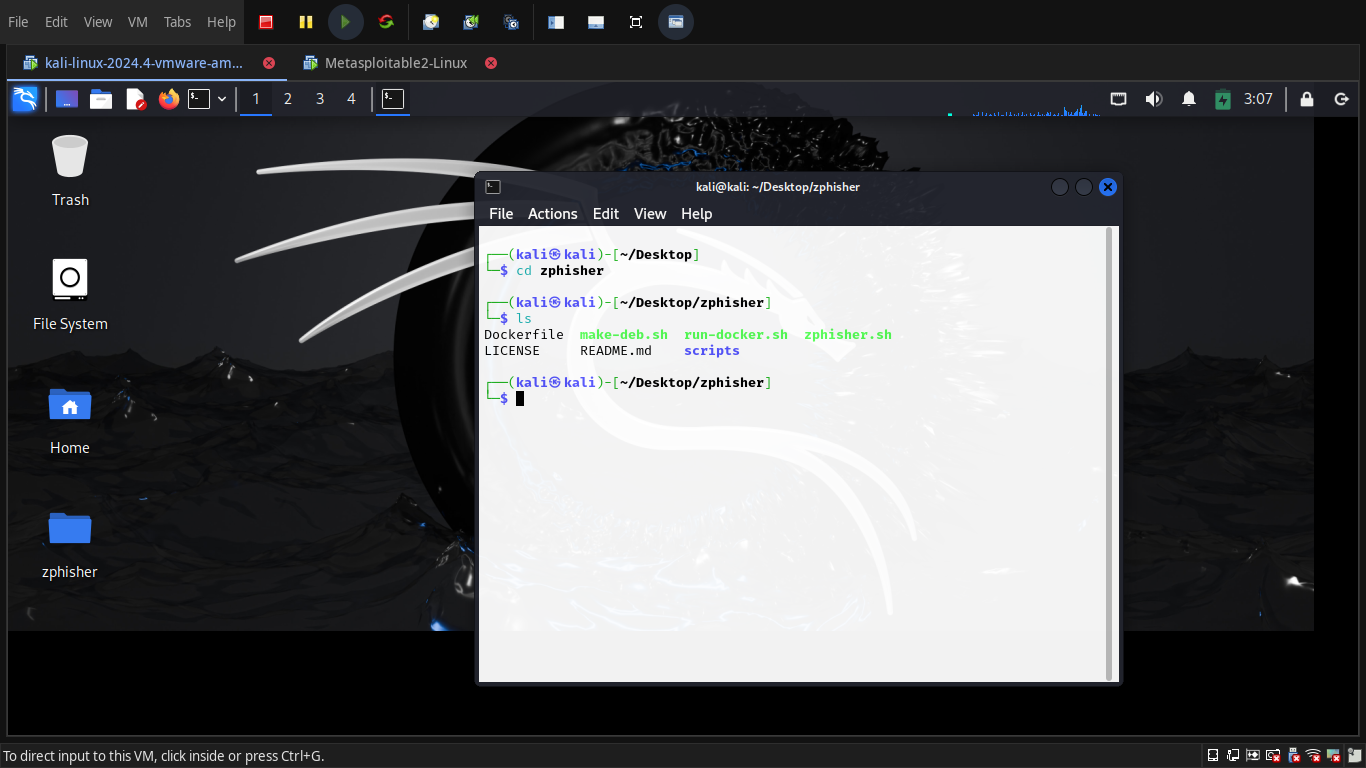 File Edit View VM Tabs Help
kali-linux-2024.4-vmware-am... Metasploitable2-Linux
1 2 3 4 3:07
Trash
File System
Home
zphisher
kali@kali: ~/Desktop/zphisher
File Actions Edit View Help
┌──(kali㉿kali)-[~/Desktop]
└─$ cd zphisher
┌──(kali㉿kali)-[~/Desktop/zphisher]
└─$ ls
Dockerfile make-deb.sh run-docker.sh zphisher.sh
LICENSE README.md scripts
┌──(kali㉿kali)-[~/Desktop/zphisher]
└─$
To direct input to this VM, click inside or press Ctrl+G.